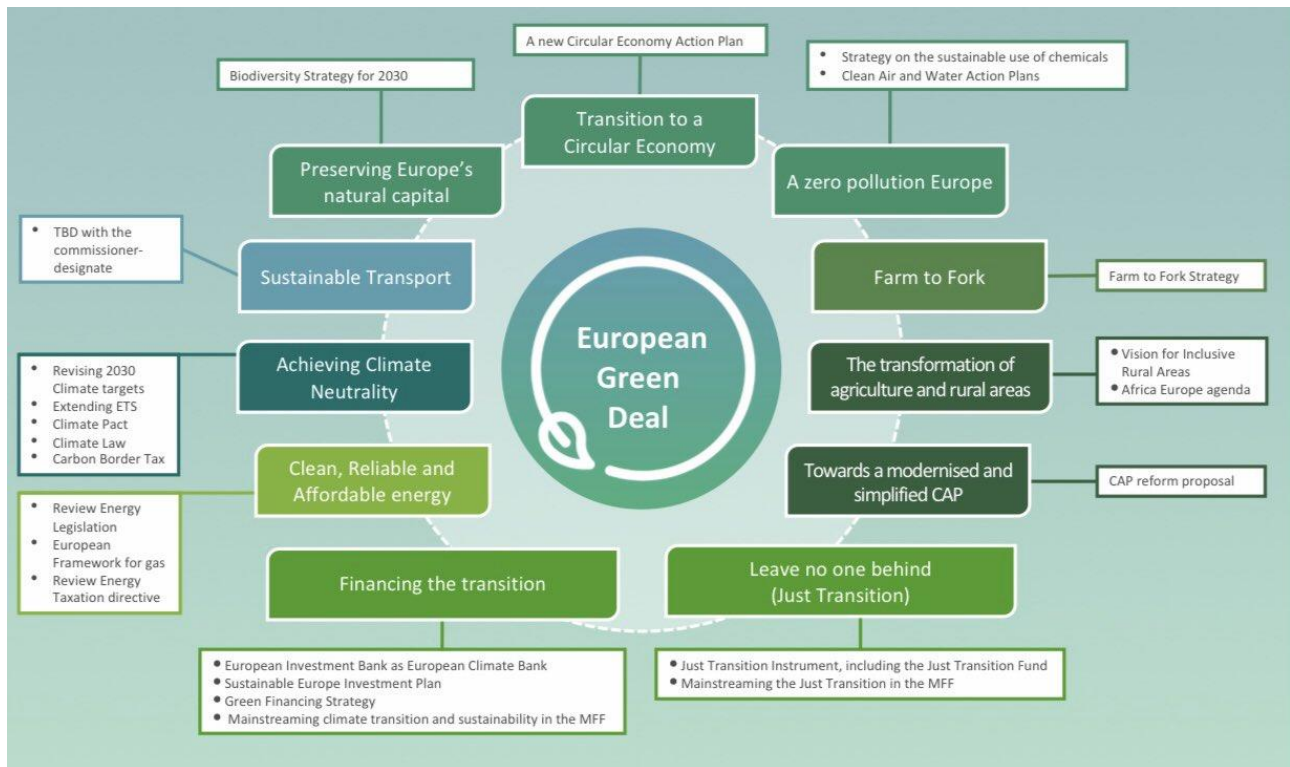 A new Circular Economy Action Plan
Biodiversity Strategy for 2030
• Strategy on the sustainable use of chemicals
• Clean Air and Water Action Plans
Transition to a
Circular Economy
Preserving Europe's
natural capital
A zero pollution Europe
• TBD with the
commissioner-
designate
Sustainable Transport
Farm to Fork
Farm to Fork Strategy
European
Green
Deal
• Revising 2030
Climate targets
• Extending ETS
• Climate Pact
• Climate Law
• Carbon Border Tax
Achieving Climate
Neutrality
The transformation of
agriculture and rural areas
• Vision for Inclusive
Rural Areas
• Africa Europe agenda
Clean, Reliable and
Affordable energy
Towards a modernised and
simplified CAP
CAP reform proposal
• Review Energy
Legislation
• European
Framework for gas
• Review Energy
Taxation directive
Financing the transition
Leave no one behind
(Just Transition)
• European Investment Bank as European Climate Bank
• Sustainable Europe Investment Plan
• Green Financing Strategy
• Mainstreaming climate transition and sustainability in the MFF
• Just Transition Instrument, including the Just Transition Fund
• Mainstreaming the Just Transition in the MFF